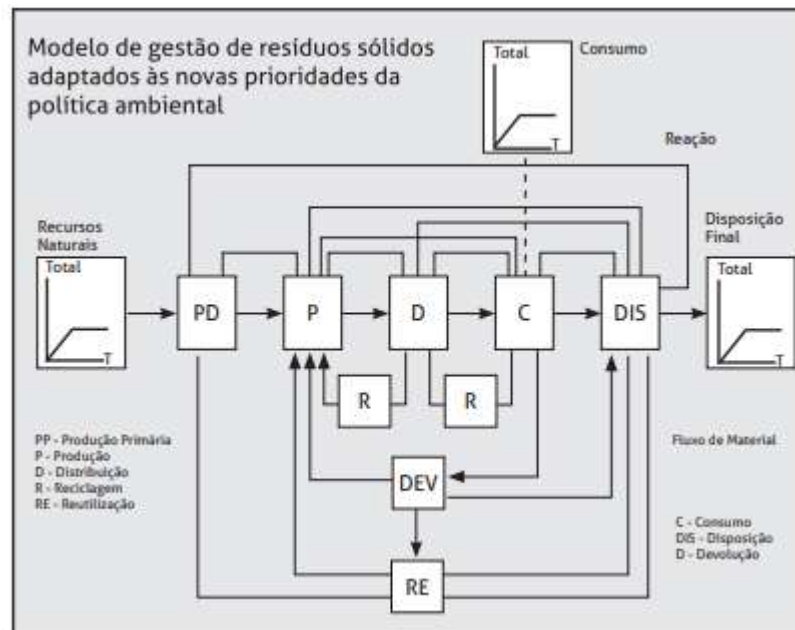 Modelo de gestão de resíduos sólidos
adaptados às novas prioridades da
política ambiental
Total
T
Consumo
Reação
Recursos
Naturais
Total
T
Disposição
Final
Total
T
PD
P
D
C
DIS
R
R
DEV
RE
PP - Produção Primária
P - Produção
D - Distribuição
R - Reciclagem
RE - Reutilização
Fluxo de Material
C - Consumo
DIS - Disposição
D - Devolução